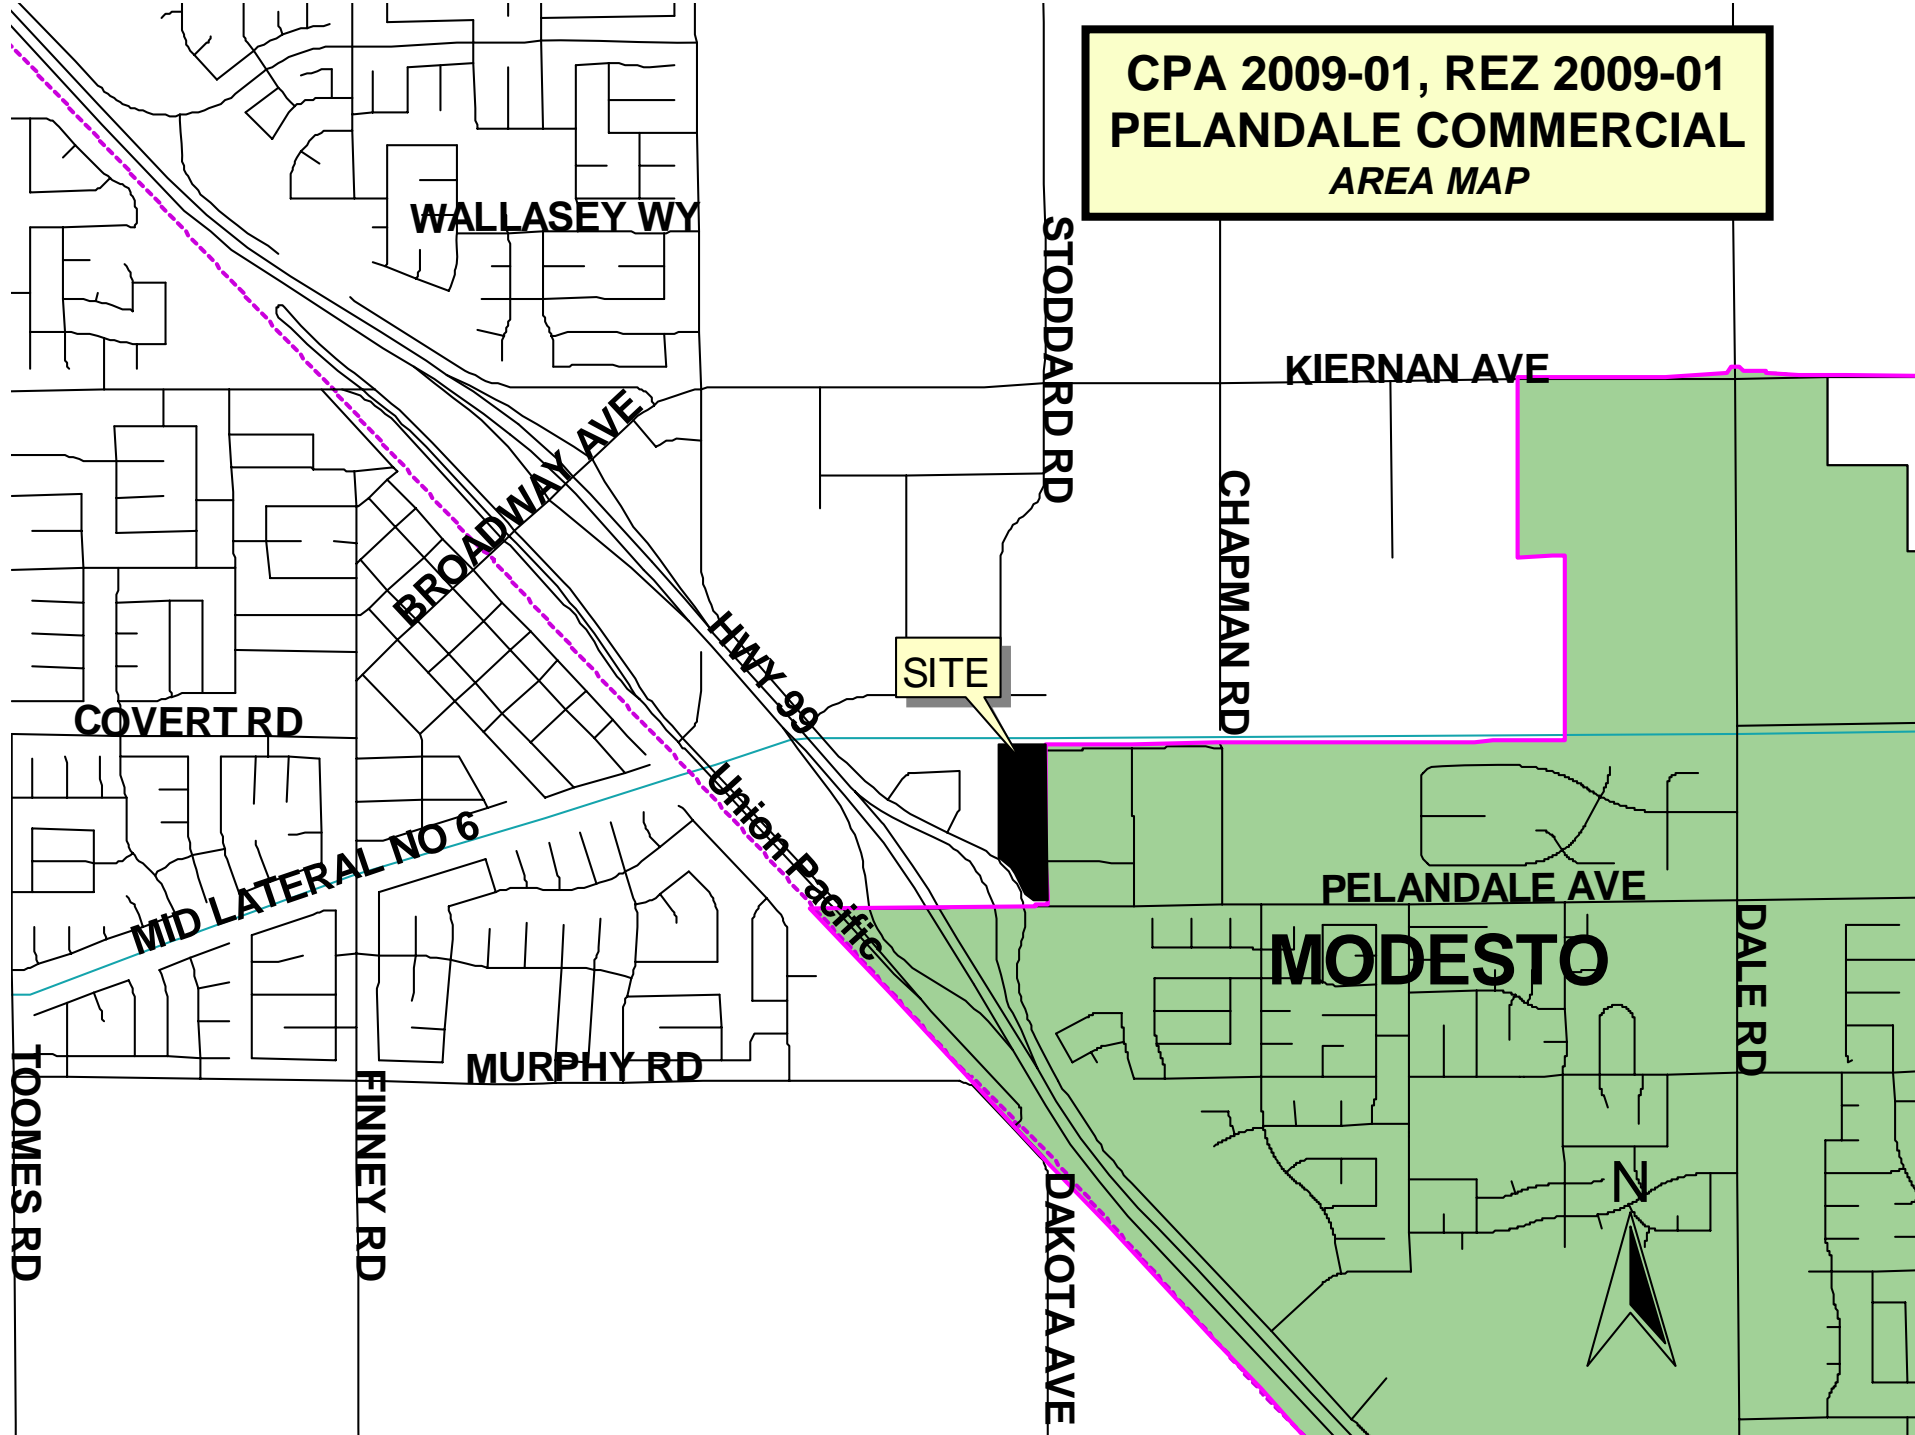 CPA 2009-01, REZ 2009-01
PELANDALE COMMERCIAL
AREA MAP
WALLASEY WY
STODDARD RD
KIERNAN AVE
BROADWAY AVE
CHAPMAN RD
HWY 99
SITE
COVERT RD
Union Pacific
MID LATERAL NO 6
PELANDALE AVE
MODESTO
DALE RD
MURPHY RD
TOOMES RD
FINNEY RD
DAKOTA AVE
N